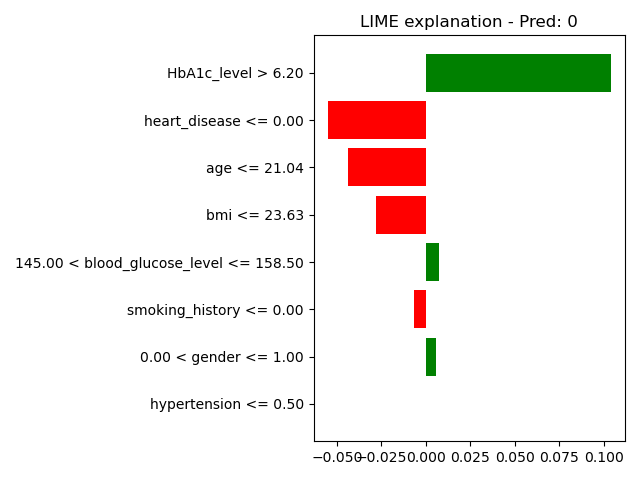 LIME explanation - Pred: 0
HbA1c_level > 6.20
heart_disease <= 0.00
age <= 21.04
bmi <= 23.63
145.00 < blood_glucose_level <= 158.50
smoking_history <= 0.00
0.00 < gender <= 1.00
hypertension <= 0.50
−0.050 −0.025 0.000 0.025 0.050 0.075 0.100